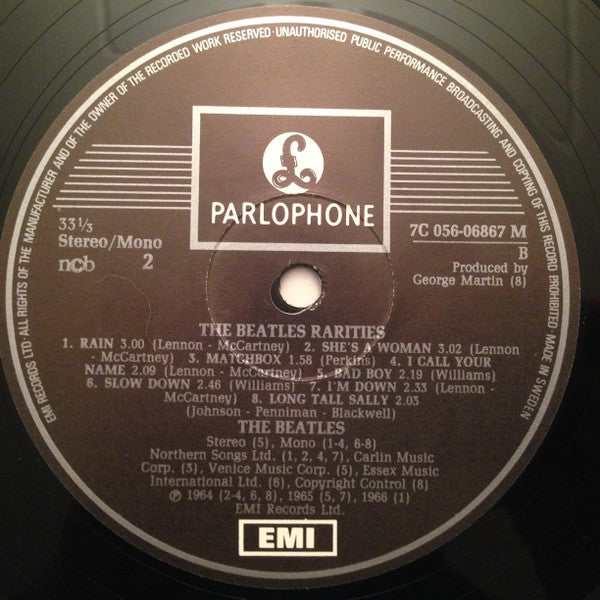 EMI RECORDS LTD·ALL RIGHTS OF THE MANUFACTURER AND OF THE OWNER OF THE RECORDED WORK RESERVED·UNAUTHORISED PUBLIC PERFORMANCE BROADCASTING AND COPYING OF THIS RECORD PROHIBITED·MADE IN SWEDEN
£
PARLOPHONE
33 1/3
Stereo/Mono
ncb 2
7C 056-06867 M
B
Produced by
George Martin (8)
THE BEATLES RARITIES
1. RAIN 3.00 (Lennon - McCartney) 2. SHE'S A WOMAN 3.02 (Lennon
- McCartney) 3. MATCHBOX 1.58 (Perkins) 4. I CALL YOUR
NAME 2.09 (Lennon - McCartney) 5. BAD BOY 2.19 (Williams)
6. SLOW DOWN 2.46 (Williams) 7. I'M DOWN 2.33 (Lennon -
McCartney) 8. LONG TALL SALLY 2.03
(Johnson - Penniman - Blackwell)
THE BEATLES
Stereo (5), Mono (1-4, 6-8)
Northern Songs Ltd. (1, 2, 4, 7), Carlin Music
Corp. (3), Venice Music Corp. (5), Essex Music
International Ltd. (6), Copyright Control (8)
℗ 1964 (2-4, 6, 8), 1965 (5, 7), 1966 (1)
EMI Records Ltd.
EMI